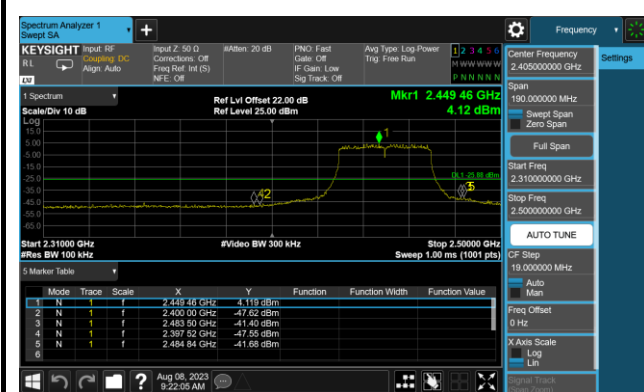 Spectrum Analyzer 1
Swept SA
Frequency
KEYSIGHT Input: RF
Input Z: 50 Ω
#Atten: 20 dB
PNO: Fast
Avg Type: Log-Power
1 2 3 4 5 6
RL
Coupling: DC
Corrections: Off
Gate: Off
Trig: Free Run
M W W W W W
Align: Auto
Freq Ref: Int (S)
IF Gain: Low
NFE: Off
Sig Track: Off
P N N N N N
1 Spectrum
Ref Lvl Offset 22.00 dB
Mkr1 2.449 46 GHz
Scale/Div 10 dB
Ref Level 25.00 dBm
4.12 dBm
Log
15.0
5.00
-5.00
-15.0
-25.0
-35.0
-45.0
-55.0
-65.0
1
DL1 -25.88 dBm
Start 2.31000 GHz
#Video BW 300 kHz
Stop 2.50000 GHz
#Res BW 100 kHz
Sweep 1.00 ms (1001 pts)
5 Marker Table
Mode Trace Scale X Y Function Function Width Function Value
1 N 1 f 2.449 46 GHz 4.119 dBm
2 N 1 f 2.400 00 GHz -47.62 dBm
3 N 1 f 2.483 50 GHz -41.40 dBm
4 N 1 f 2.397 52 GHz -47.55 dBm
5 N 1 f 2.484 84 GHz -41.68 dBm
6
Aug 08, 2023
9:22:05 AM
Settings
Center Frequency
2.405000000 GHz
Span
190.000000 MHz
Swept Span
Zero Span
Full Span
Start Freq
2.310000000 GHz
Stop Freq
2.500000000 GHz
AUTO TUNE
CF Step
19.000000 MHz
Auto
Man
Freq Offset
0 Hz
X Axis Scale
Log
Lin
Signal Track
(Span Zoom)